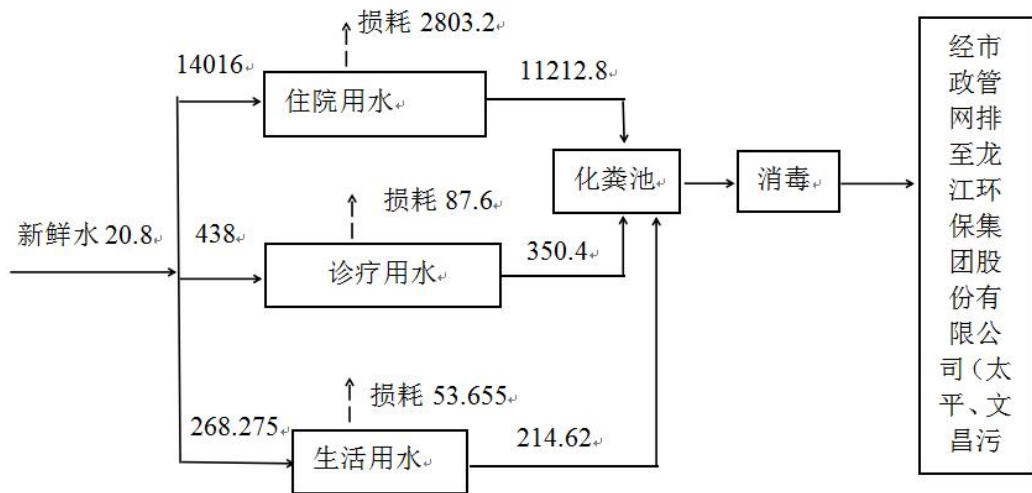 损耗 2803.2
14016
住院用水
11212.8
化粪池
消毒
损耗 87.6
新鲜水 20.8
438
诊疗用水
350.4
损耗 53.655
268.275
生活用水
214.62
经市
政管
网排
至龙
江环
保集
团股
份有
限公
司（太
平、文
昌污